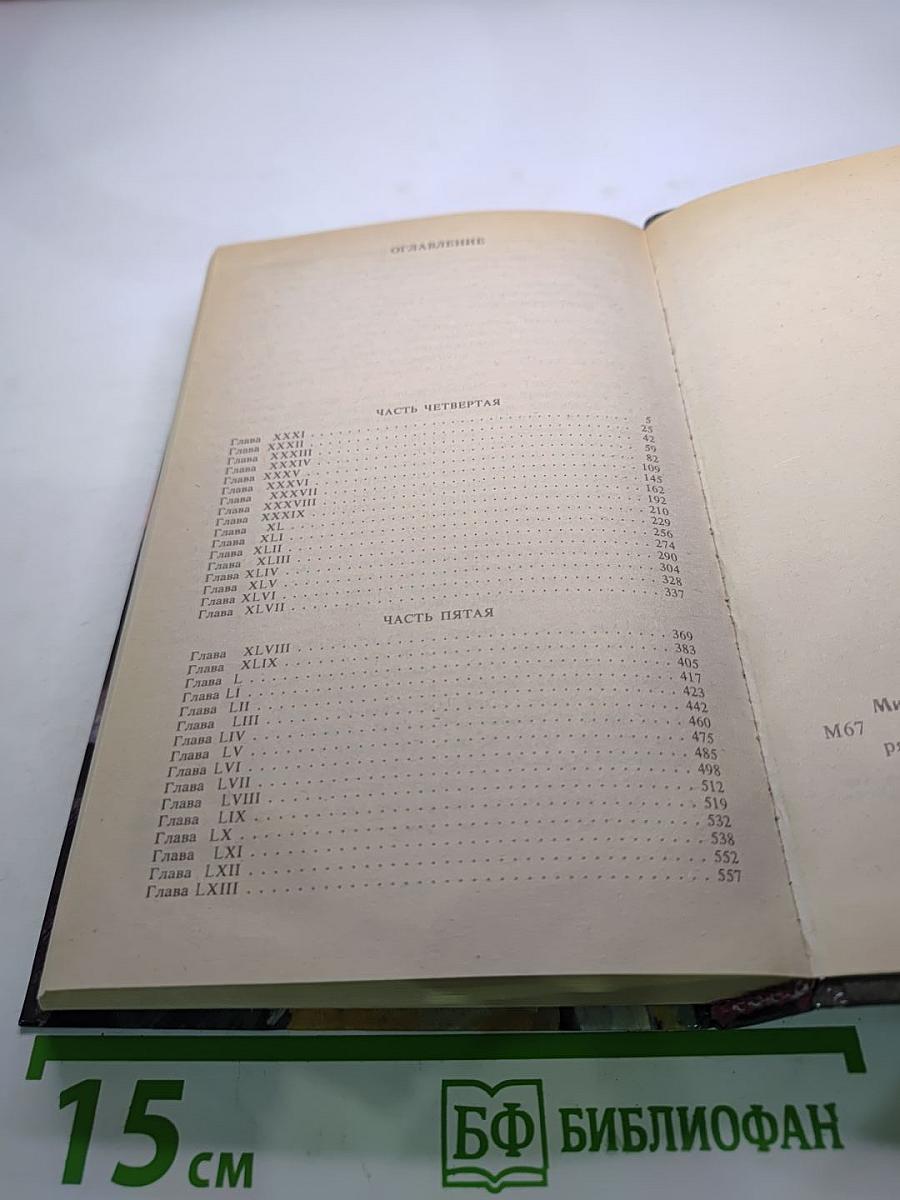 ОГЛАВЛЕНИЕ
ЧАСТЬ ЧЕТВЕРТАЯ
Глава XXXI 5
Глава XXXII 25
Глава XXXIII 42
Глава XXXIV 59
Глава XXXV 82
Глава XXXVI 109
Глава XXXVII 145
Глава XXXVIII 162
Глава XXXIX 192
Глава XL 210
Глава XLI 229
Глава XLII 256
Глава XLIII 274
Глава XLIV 290
Глава XLV 304
Глава XLVI 328
Глава XLVII 337
ЧАСТЬ ПЯТАЯ
Глава XLVIII 369
Глава XLIX 383
Глава L 405
Глава LI 417
Глава LII 423
Глава LIII 442
Глава LIV 460
Глава LV 475
Глава LVI 485
Глава LVII 498
Глава LVIII 512
Глава LIX 519
Глава LX 532
Глава LXI 538
Глава LXII 552
Глава LXIII 557
Ми
М67
ря
15 см
БФ БИБЛИОФАН